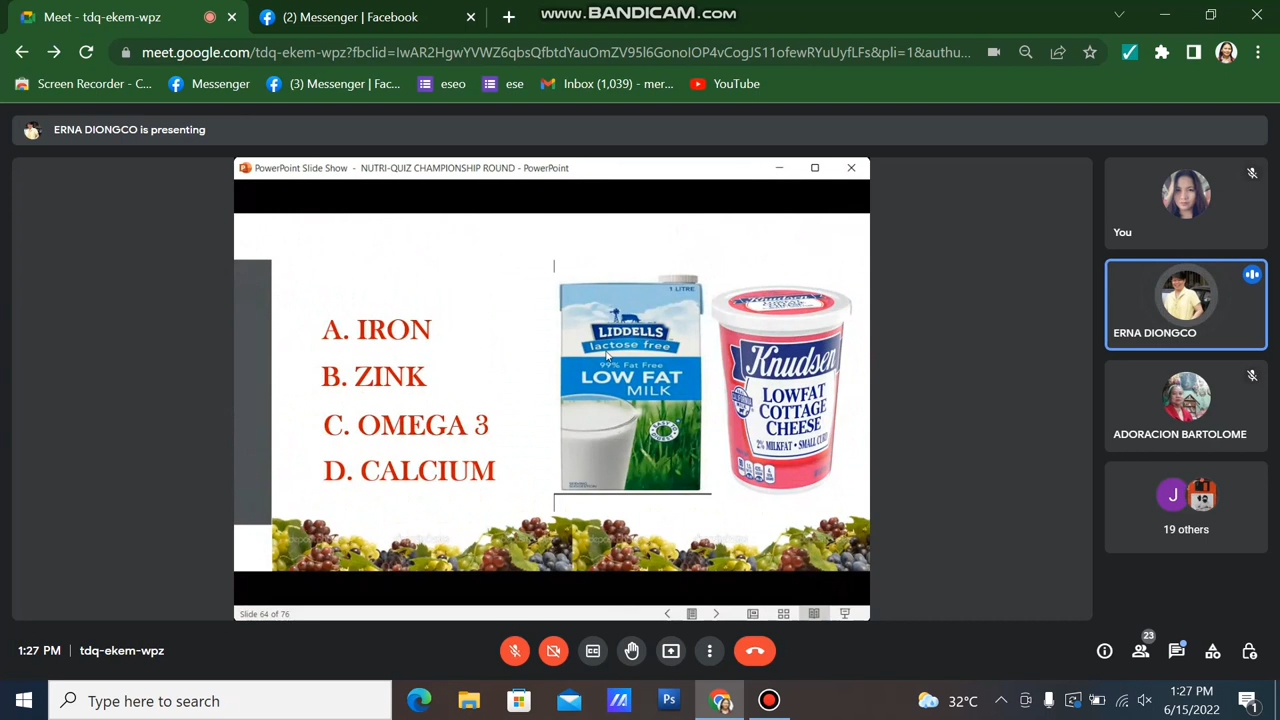 www.BANDICAM.com
Meet - tdq-ekem-wpz
(2) Messenger | Facebook
meet.google.com/tdq-ekem-wpz?fbclid=IwAR2HgwYVWZ6qbsQfbtdYauOmZV95l6GonoIOP4vCogJS11ofewRYuUyfLFs&pli=1&authu...
Screen Recorder - C...
Messenger
(3) Messenger | Fac...
eseo
ese
Inbox (1,039) - mer...
YouTube
ERNA DIONGCO is presenting
PowerPoint Slide Show - NUTRI-QUIZ CHAMPIONSHIP ROUND - PowerPoint
A. IRON
B. ZINK
C. OMEGA 3
D. CALCIUM
1 LITRE
LIDDELLS
lactose free
99% Fat Free
LOW FAT
MILK
Knudsen
LOWFAT
COTTAGE
CHEESE
2% MILKFAT • SMALL CURD
Slide 64 of 76
You
ERNA DIONGCO
ADORACION BARTOLOME
J
19 others
1:27 PM
tdq-ekem-wpz
23
Type here to search
Ps
32°C
1:27 PM
6/15/2022
1